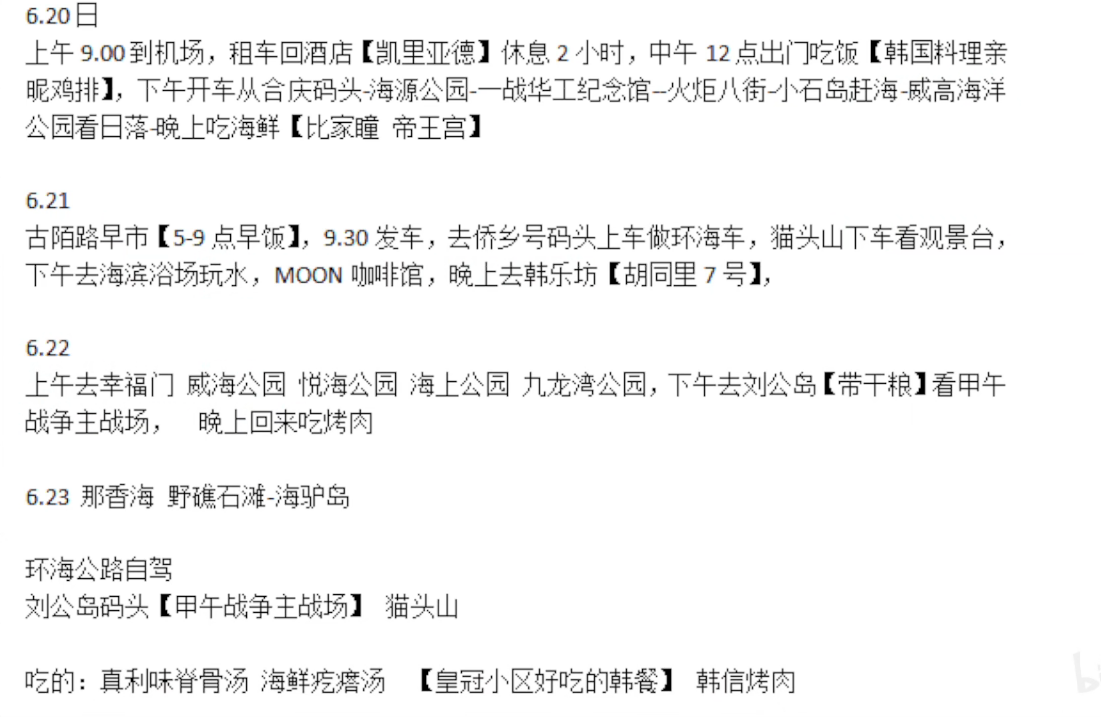 6.20日
上午 9.00 到机场，租车回酒店【凯里亚德】休息 2 小时，中午 12 点出门吃饭【韩国料理亲
昵鸡排】，下午开车从合庆码头-海源公园-一战华工纪念馆--火炬八街-小石岛赶海-威高海洋
公园看日落-晚上吃海鲜【比家瞳 帝王宫】
6.21
古陌路早市【5-9 点早饭】，9.30 发车，去侨乡号码头上车做环海车，猫头山下车看观景台，
下午去海滨浴场玩水，MOON 咖啡馆，晚上去韩乐坊【胡同里 7 号】，
6.22
上午去幸福门 威海公园 悦海公园 海上公园 九龙湾公园，下午去刘公岛【带干粮】看甲午
战争主战场， 晚上回来吃烤肉
6.23 那香海 野礁石滩-海驴岛
环海公路自驾
刘公岛码头【甲午战争主战场】 猫头山
吃的：真利味脊骨汤 海鲜疙瘩汤 【皇冠小区好吃的韩餐】 韩信烤肉